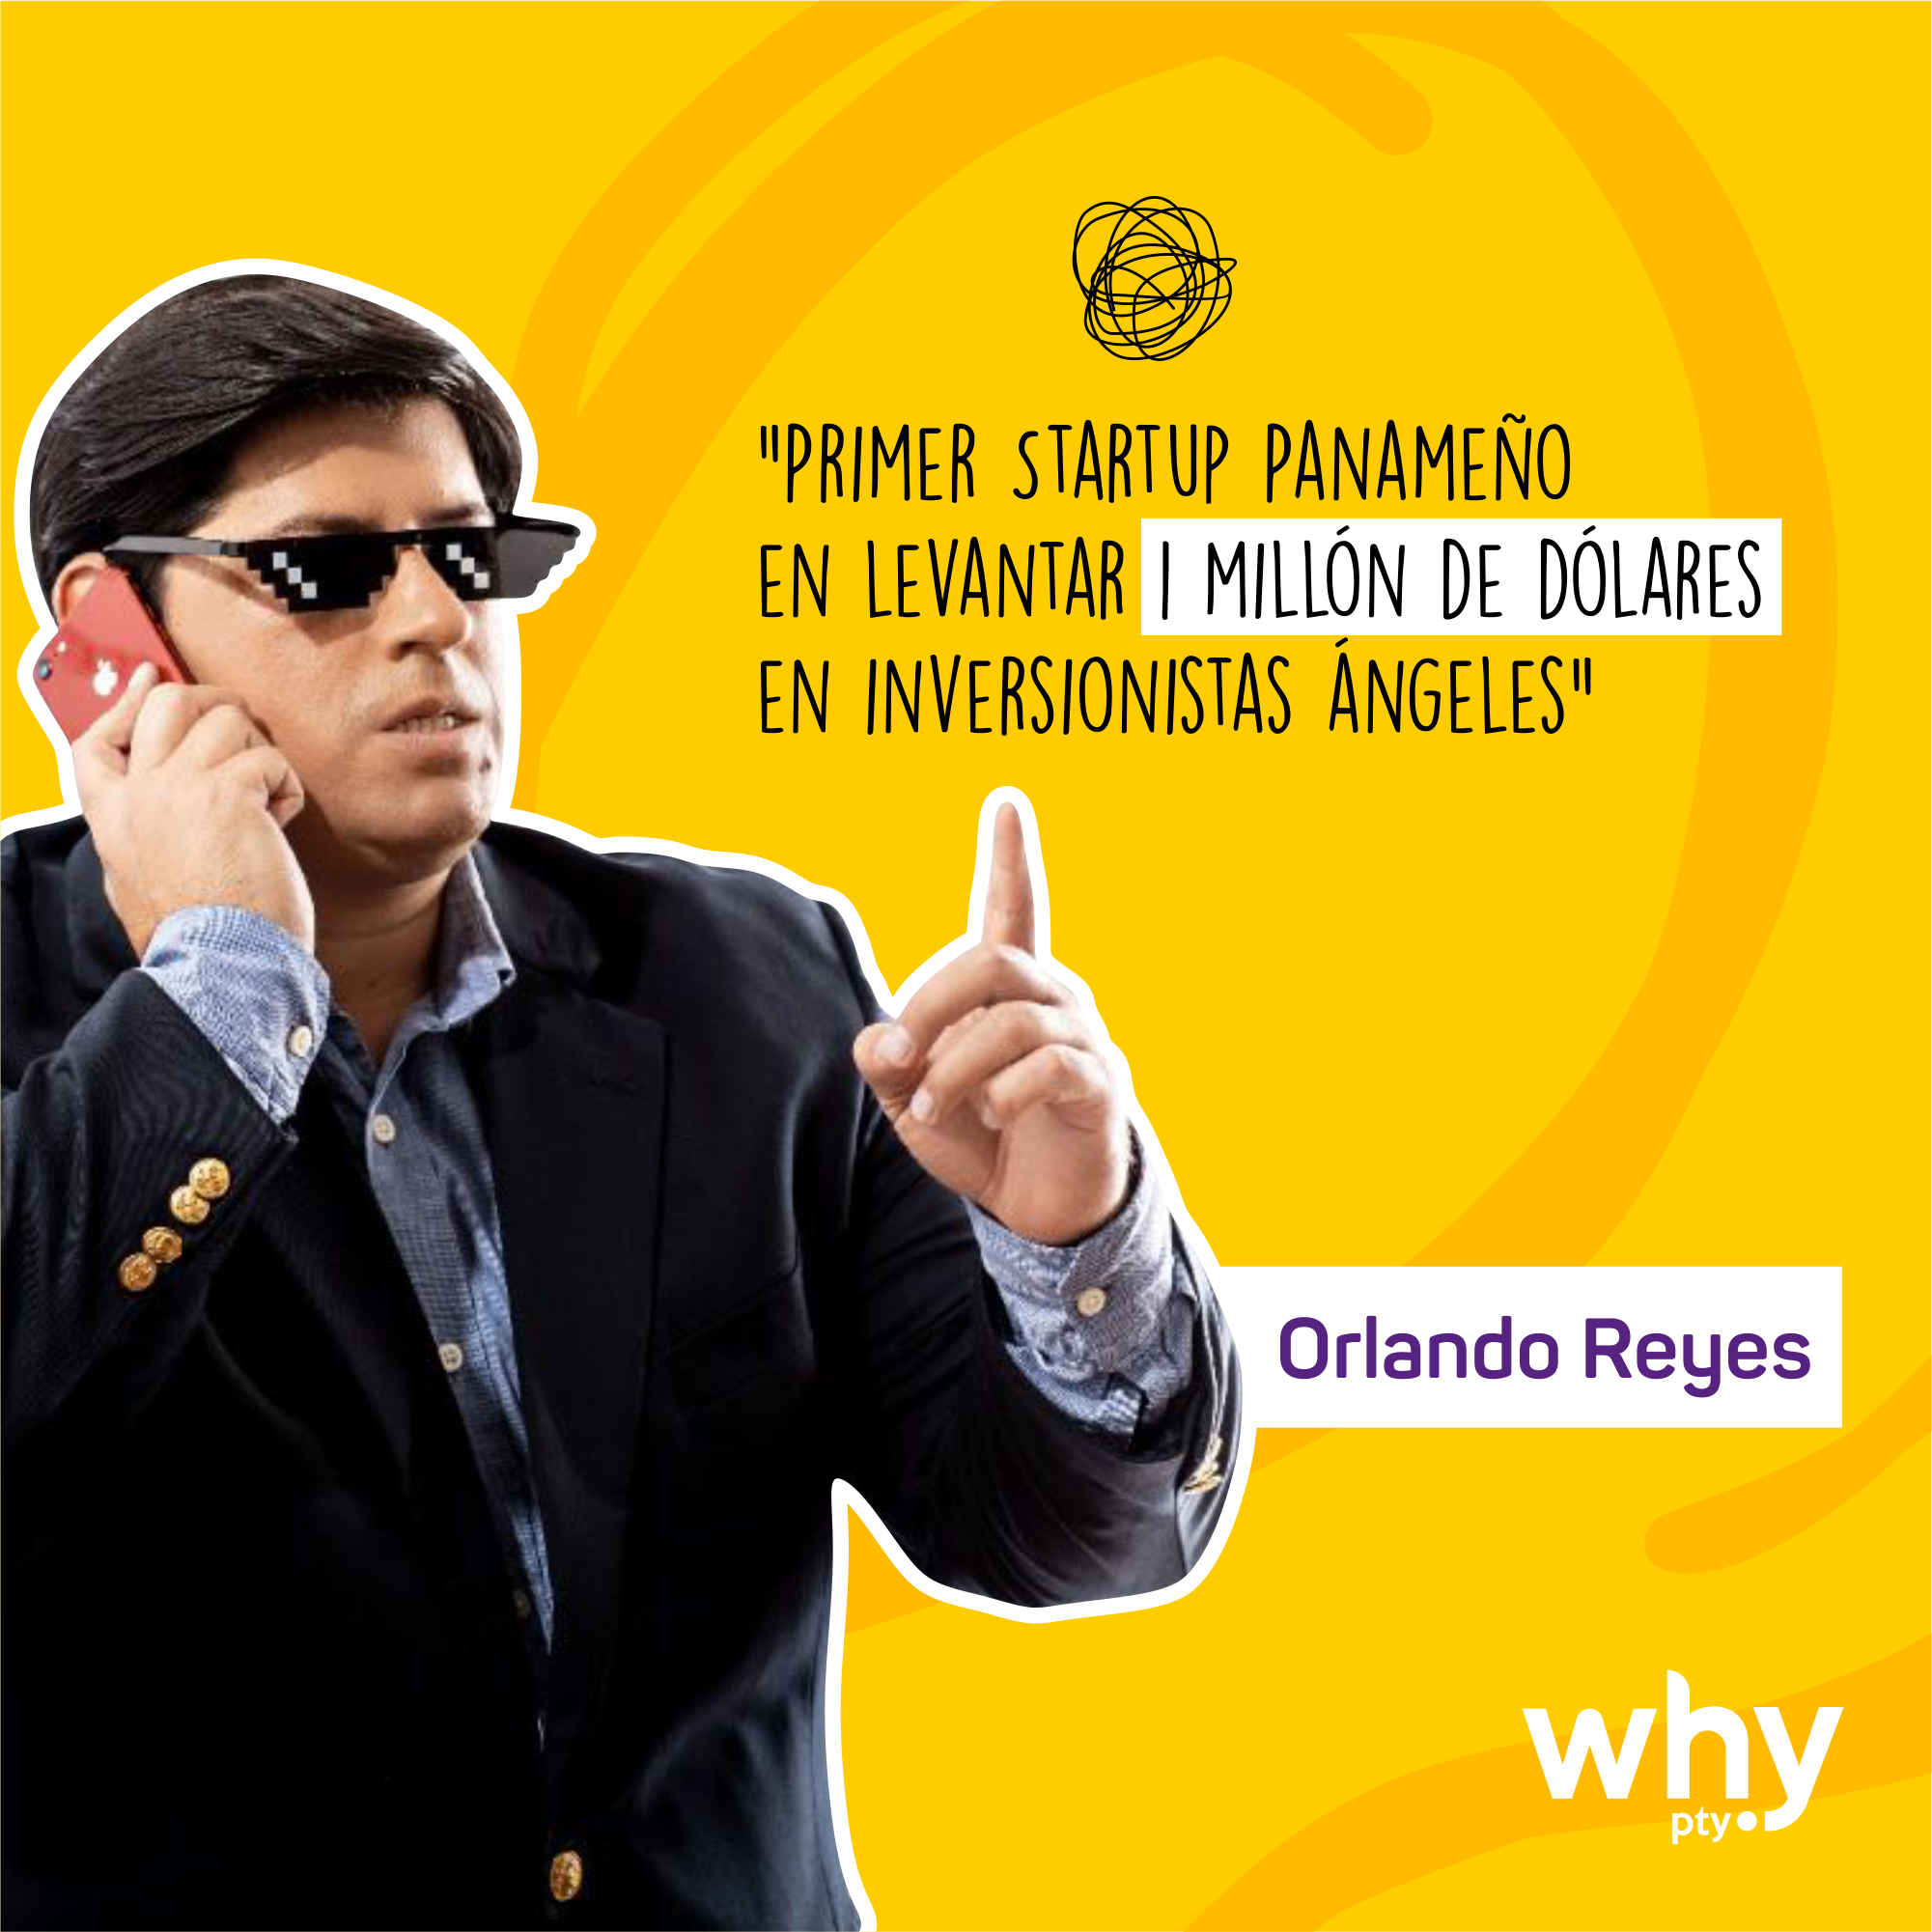 "PRIMER STARTUP PANAMEÑO
EN LEVANTAR 1 MILLÓN DE DÓLARES
EN INVERSIONISTAS ÁNGELES"
Orlando Reyes
why
pty.